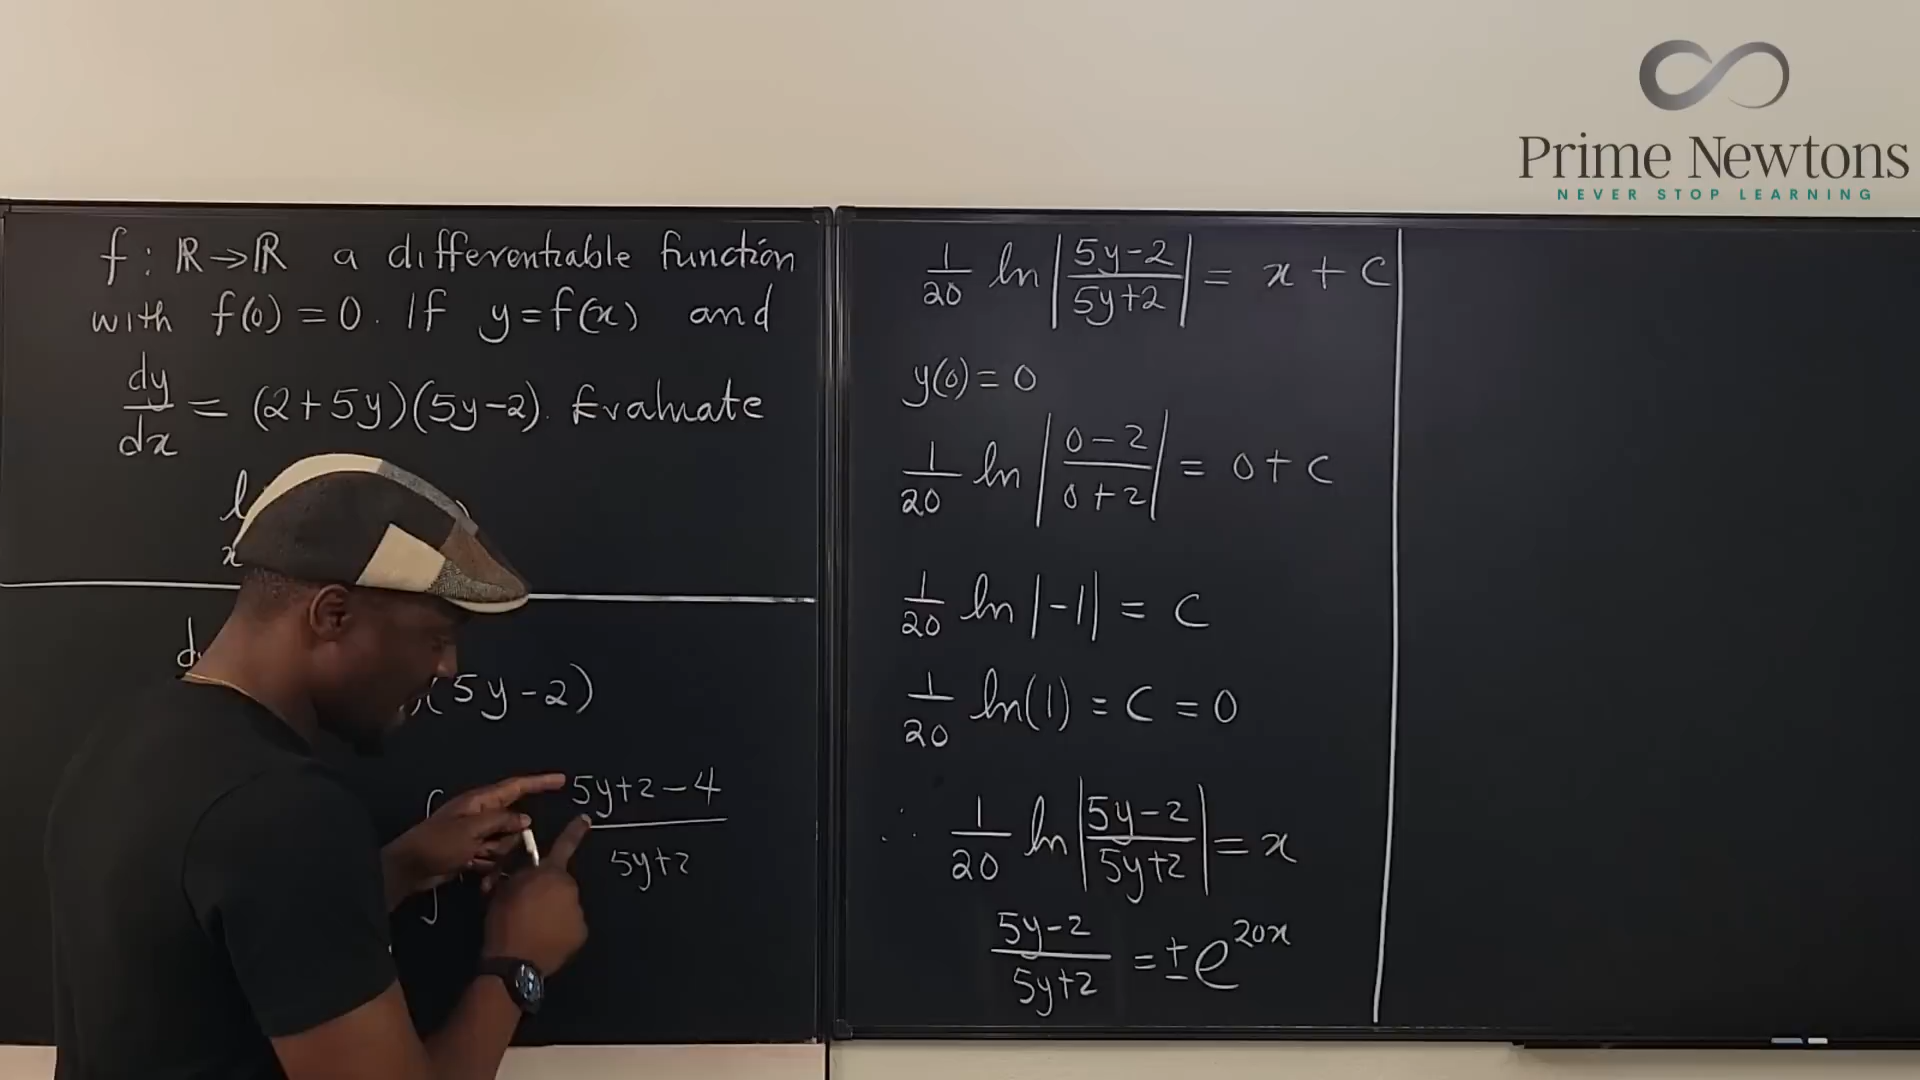 Prime Newtons
NEVER STOP LEARNING
f : ℝ → ℝ a differentiable function
with f(0) = 0. If y = f(x) and
dy/dx = (2+5y)(5y-2). Evaluate
(5y-2)
5y+2-4
5y+2
1/20 ln |(5y-2)/(5y+2)| = x + C
y(0) = 0
1/20 ln |(0-2)/(0+2)| = 0 + C
1/20 ln |-1| = C
1/20 ln(1) = C = 0
∴ 1/20 ln |(5y-2)/(5y+2)| = x
(5y-2)/(5y+2) = ± e^{20x}